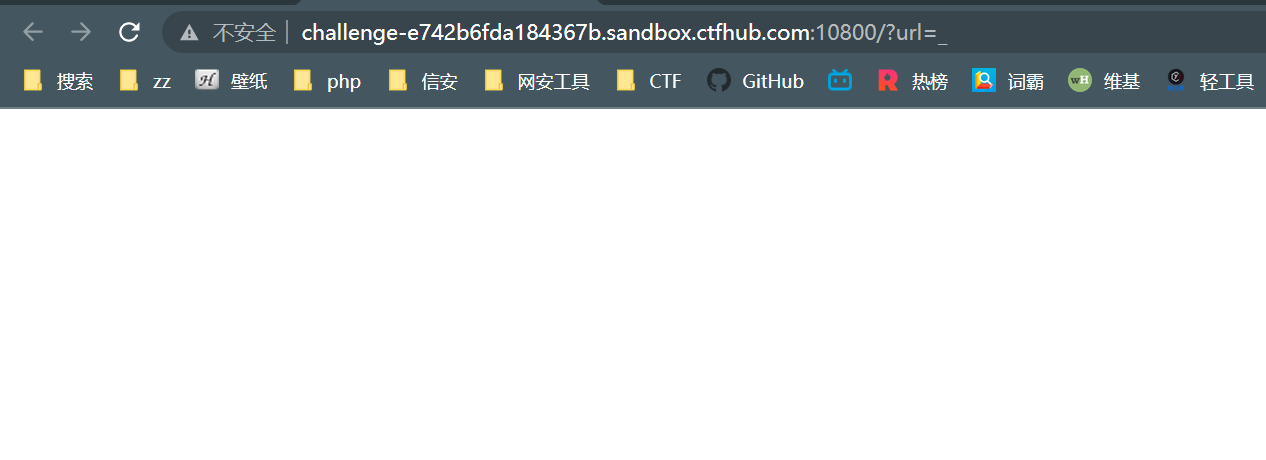 不安全 challenge-e742b6fda184367b.sandbox.ctfhub.com:10800/?url=_
搜索 zz 壁纸 php 信安 网安工具 CTF GitHub 热榜 词霸 维基 轻工具